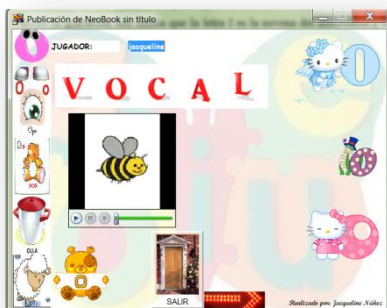 Publicación de NeoBook sin título
JUGADOR: jacqueline
VOCAL
Ojo
OSO
OLLA
SALIR
Realizado por: Jacqueline Núñez